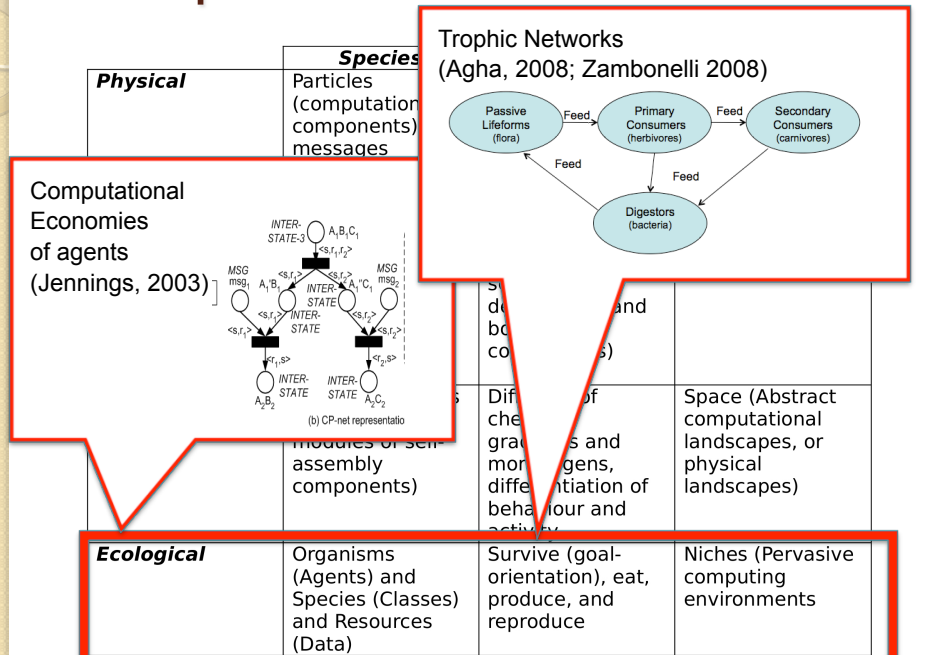 Species
Physical
Particles
(computation
components)
messages
Trophic Networks
(Agha, 2008; Zambonelli 2008)
Passive
Lifeforms
(flora)
Feed
Primary
Consumers
(herbivores)
Feed
Secondary
Consumers
(carnivores)
Feed
Feed
Digestors
(bacteria)
Computational
Economies
of agents
(Jennings, 2003)
INTER-
STATE-3
A₁B₁C₁
<s,r₁,r₂>
MSG
msg₁
<s,r₁>
A₁'B₁
<s,r₂>
A₁''C₁
MSG
msg₂
INTER-
STATE
INTER-
STATE
<s,r₁>
<s,r₁>
<s,r₂>
<s,r₂>
<r₁,s>
<r₂,s>
INTER-
STATE
A₂B₂
INTER-
STATE
A₂C₂
(b) CP-net representatio
and
s)
modules of self-
assembly
components)
of
and
differentiation of
behaviour and
activity
Space (Abstract
computational
landscapes, or
physical
landscapes)
Ecological
Organisms
(Agents) and
Species (Classes)
and Resources
(Data)
Survive (goal-
orientation), eat,
produce, and
reproduce
Niches (Pervasive
computing
environments